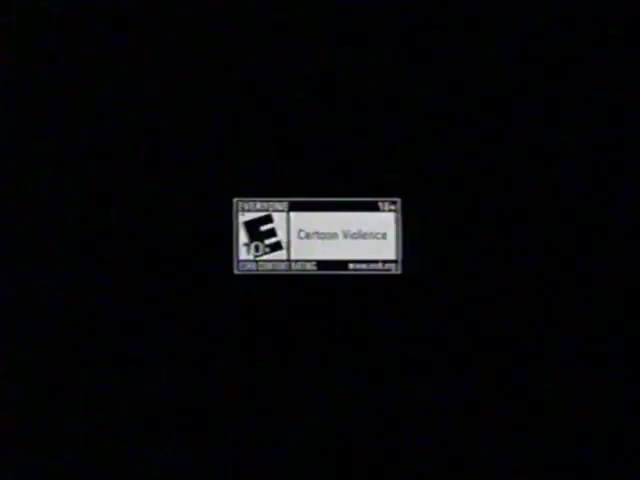 EVERYONE 10+
E
10+
Cartoon Violence
ESRB CONTENT RATING www.esrb.org